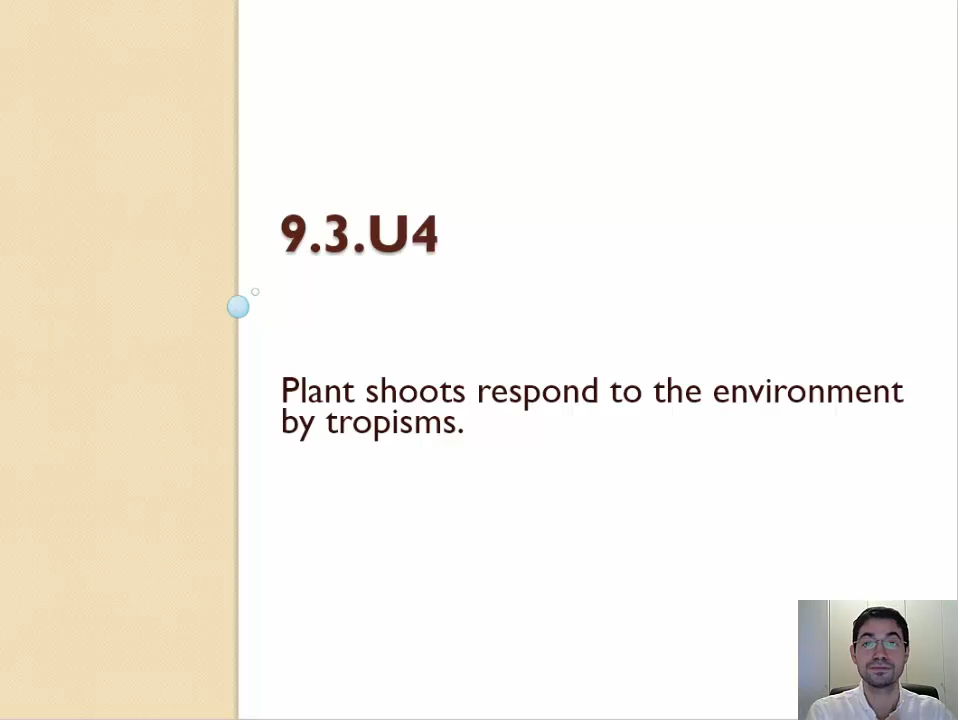 9.3.U4
Plant shoots respond to the environment
by tropisms.